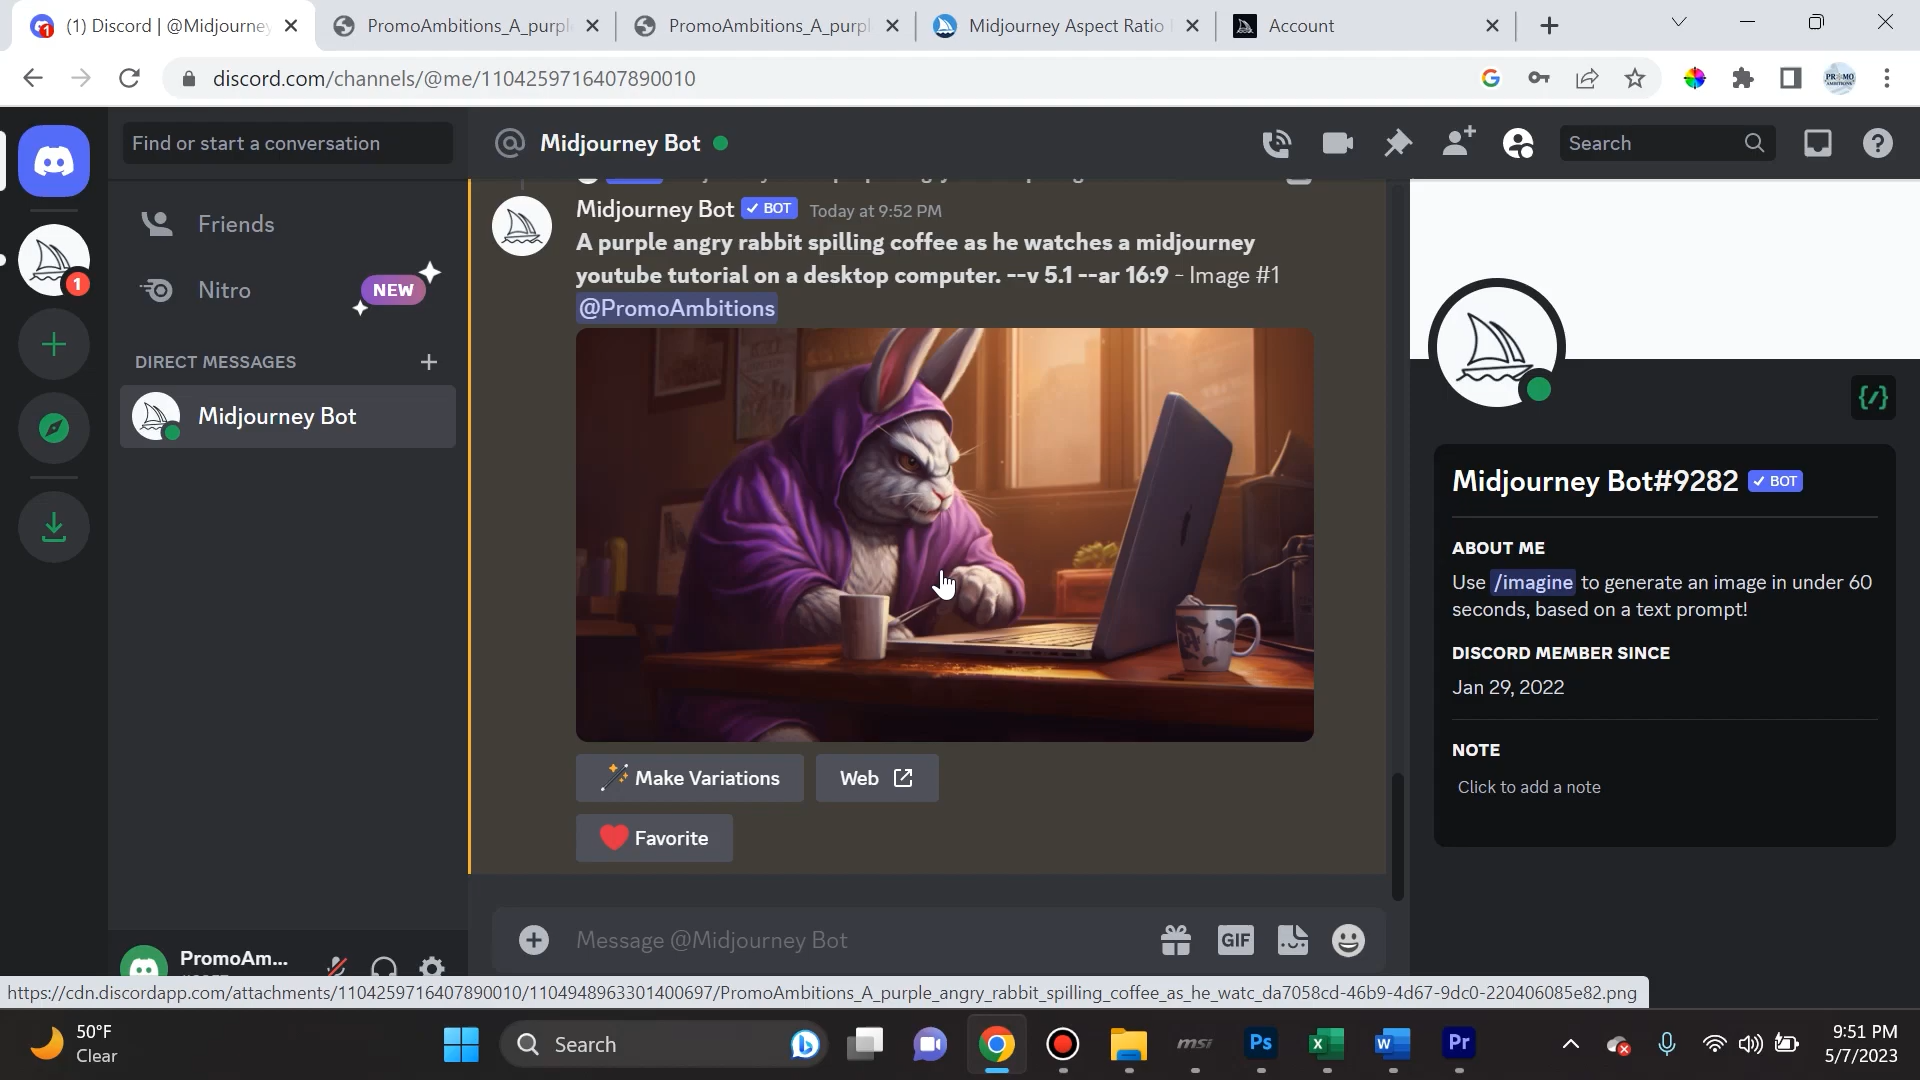 (1) Discord | @Midjourney
PromoAmbitions_A_purpl
PromoAmbitions_A_purpl
Midjourney Aspect Ratio
Account
discord.com/channels/@me/1104259716407890010
Find or start a conversation
Midjourney Bot
Search
Friends
Nitro
NEW
DIRECT MESSAGES
Midjourney Bot
1
Midjourney Bot BOT Today at 9:52 PM
A purple angry rabbit spilling coffee as he watches a midjourney
youtube tutorial on a desktop computer. --v 5.1 --ar 16:9 - Image #1
@PromoAmbitions
Make Variations
Web
Favorite
Message @Midjourney Bot
GIF
Midjourney Bot#9282 BOT
ABOUT ME
Use /imagine to generate an image in under 60
seconds, based on a text prompt!
DISCORD MEMBER SINCE
Jan 29, 2022
NOTE
Click to add a note
PromoAm...
https://cdn.discordapp.com/attachments/1104259716407890010/1104948963301400697/PromoAmbitions_A_purple_angry_rabbit_spilling_coffee_as_he_watc_da7058cd-46b9-4d67-9dc0-220406085e82.png
50°F
Clear
Search
msi
Ps
X
W
Pr
9:51 PM
5/7/2023